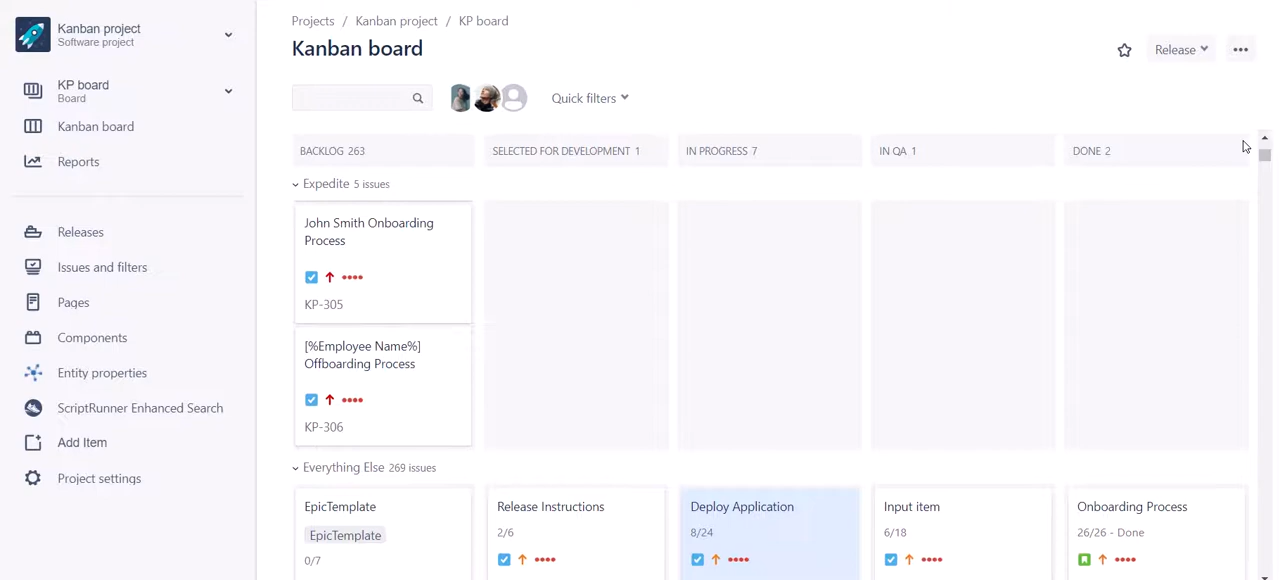 Kanban project
Software project
KP board
Board
Kanban board
Reports
Releases
Issues and filters
Pages
Components
Entity properties
ScriptRunner Enhanced Search
Add Item
Project settings
Projects / Kanban project / KP board
Kanban board
Release
Quick filters
BACKLOG 263
SELECTED FOR DEVELOPMENT 1
IN PROGRESS 7
IN QA 1
DONE 2
Expedite 5 issues
John Smith Onboarding
Process
KP-305
[%Employee Name%]
Offboarding Process
KP-306
Everything Else 269 issues
EpicTemplate
EpicTemplate
0/7
Release Instructions
2/6
Deploy Application
8/24
Input item
6/18
Onboarding Process
26/26 - Done